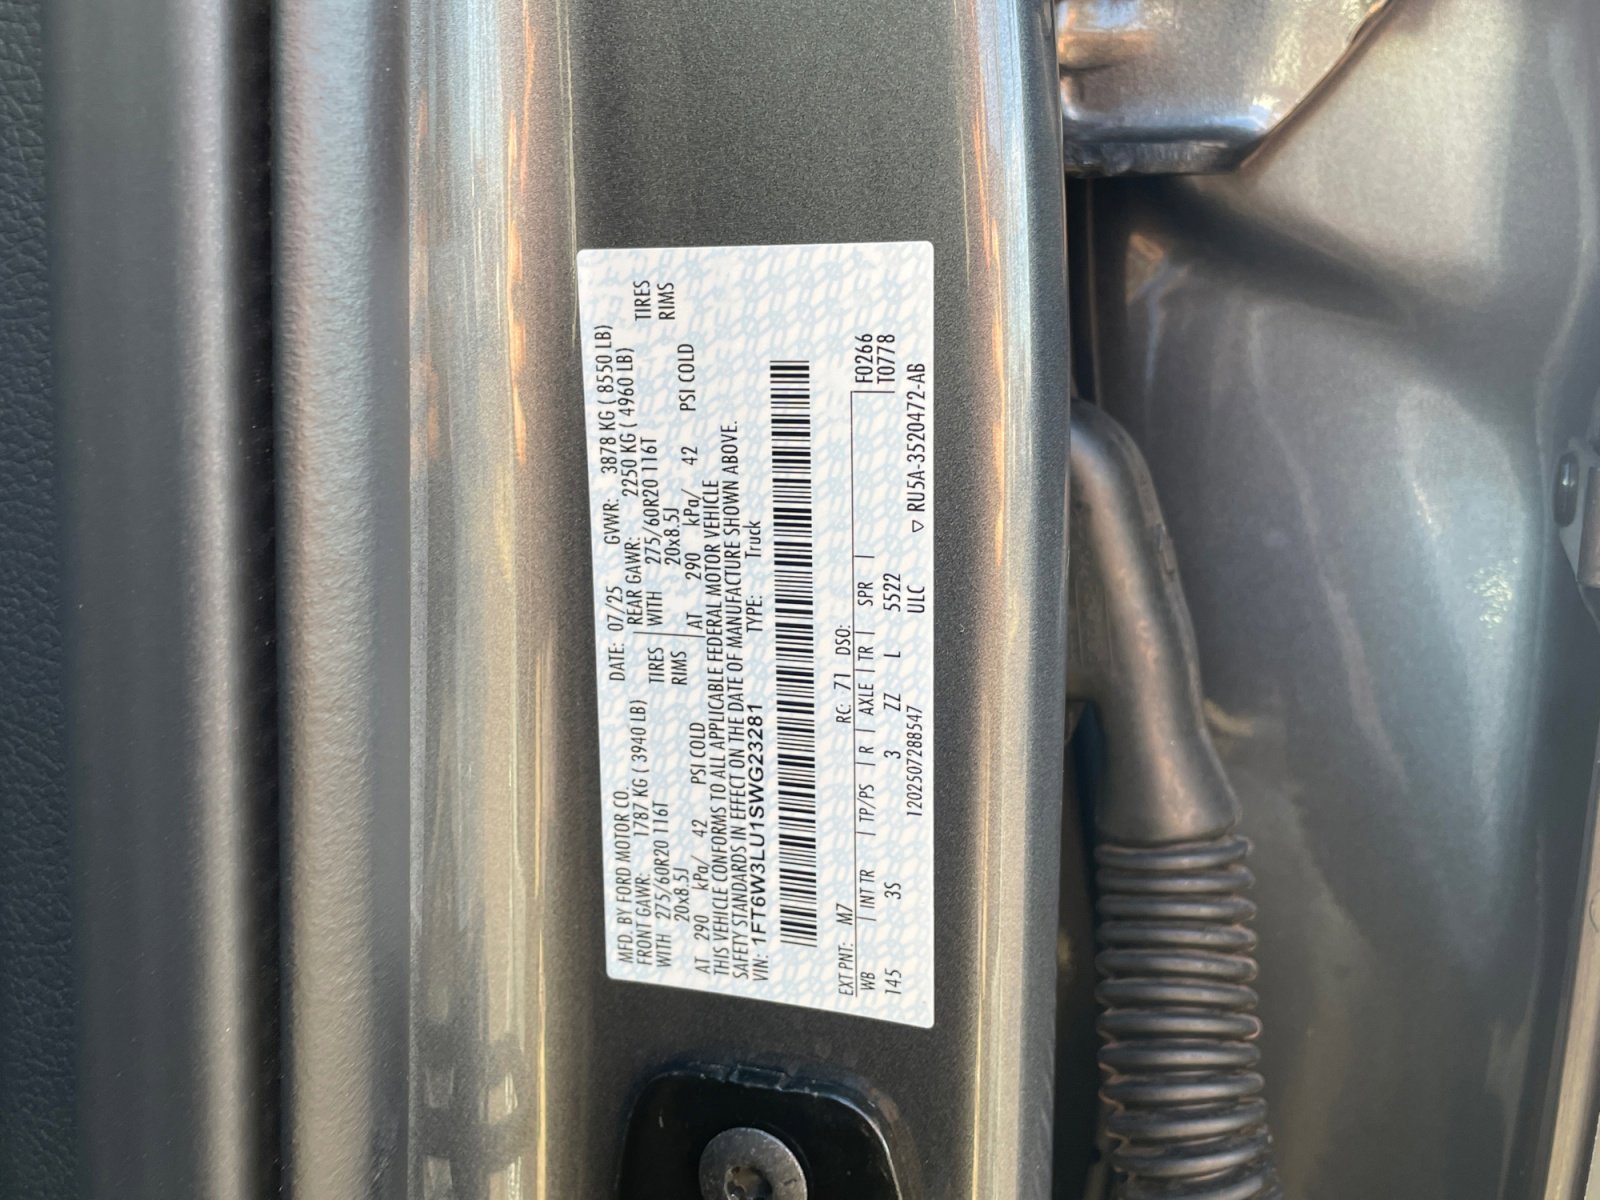 MFD. BY FORD MOTOR CO. DATE: 07/25 GVWR: 3878 KG ( 8550 LB)
FRONT GAWR: 1787 KG ( 3940 LB) REAR GAWR: 2250 KG ( 4960 LB)
WITH 275/60R20 116T TIRES WITH 275/60R20 116T TIRES
20x8.5J RIMS 20x8.5J RIMS
AT 290 kPa/ 42 PSI COLD AT 290 kPa/ 42 PSI COLD
THIS VEHICLE CONFORMS TO ALL APPLICABLE FEDERAL MOTOR VEHICLE
SAFETY STANDARDS IN EFFECT ON THE DATE OF MANUFACTURE SHOWN ABOVE.
VIN: 1FT6W3LU1SWG23281 TYPE: Truck
EXT PNT: M7 RC: 71 DSO: F0266
WB | INT TR | TP/PS | R | AXLE | TR | SPR | T0778
145 3S 3 ZZ L 5522
1202507288547 ULC ▽ RU5A-3520472-AB